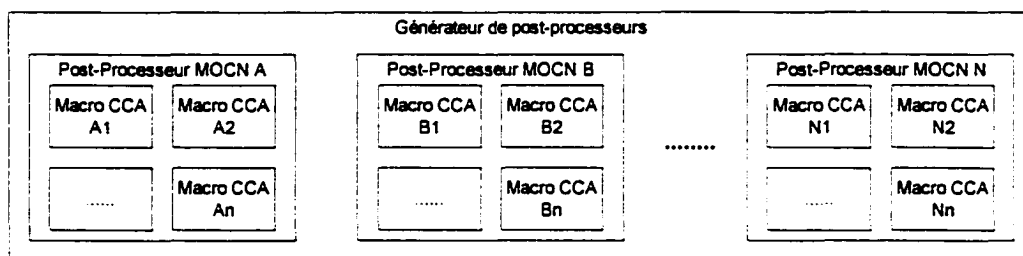 Générateur de post-processeurs
Post-Processeur MOCN A
Macro CCA
A1
Macro CCA
A2
......
Macro CCA
An
Post-Processeur MOCN B
Macro CCA
B1
Macro CCA
B2
......
Macro CCA
Bn
........
Post-Processeur MOCN N
Macro CCA
N1
Macro CCA
N2
......
Macro CCA
Nn